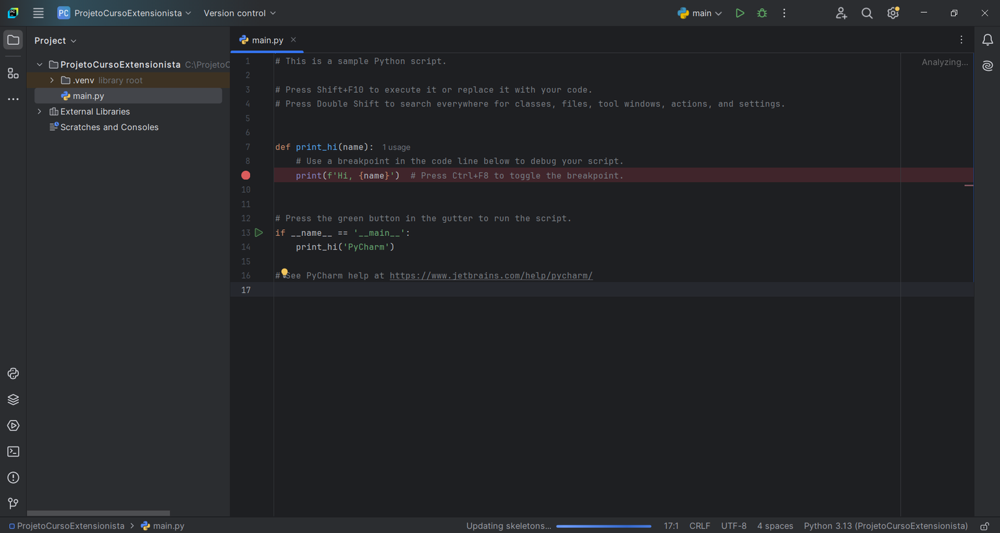 PC ProjetoCursoExtensionista Version control main
Project
main.py
ProjetoCursoExtensionista C:\ProjetoC
.venv library root
main.py
External Libraries
Scratches and Consoles
Analyzing...
1 # This is a sample Python script.
2
3 # Press Shift+F10 to execute it or replace it with your code.
4 # Press Double Shift to search everywhere for classes, files, tool windows, actions, and settings.
5
6
7 def print_hi(name): 1 usage
8 # Use a breakpoint in the code line below to debug your script.
print(f'Hi, {name}') # Press Ctrl+F8 to toggle the breakpoint.
10
11
12 # Press the green button in the gutter to run the script.
13 if __name__ == '__main__':
14 print_hi('PyCharm')
15
16 # See PyCharm help at https://www.jetbrains.com/help/pycharm/
17
ProjetoCursoExtensionista main.py Updating skeletons... 17:1 CRLF UTF-8 4 spaces Python 3.13 (ProjetoCursoExtensionista)